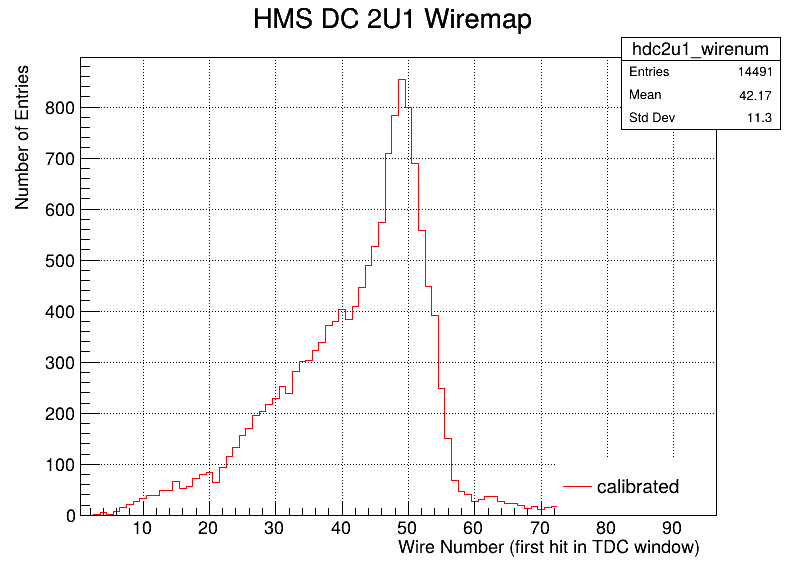 HMS DC 2U1 Wiremap
hdc2u1_wirenum
Entries 14491
Mean 42.17
Std Dev 11.3
Number of Entries
800
700
600
500
400
300
200
100
0
calibrated
10 20 30 40 50 60 70 80 90
Wire Number (first hit in TDC window)